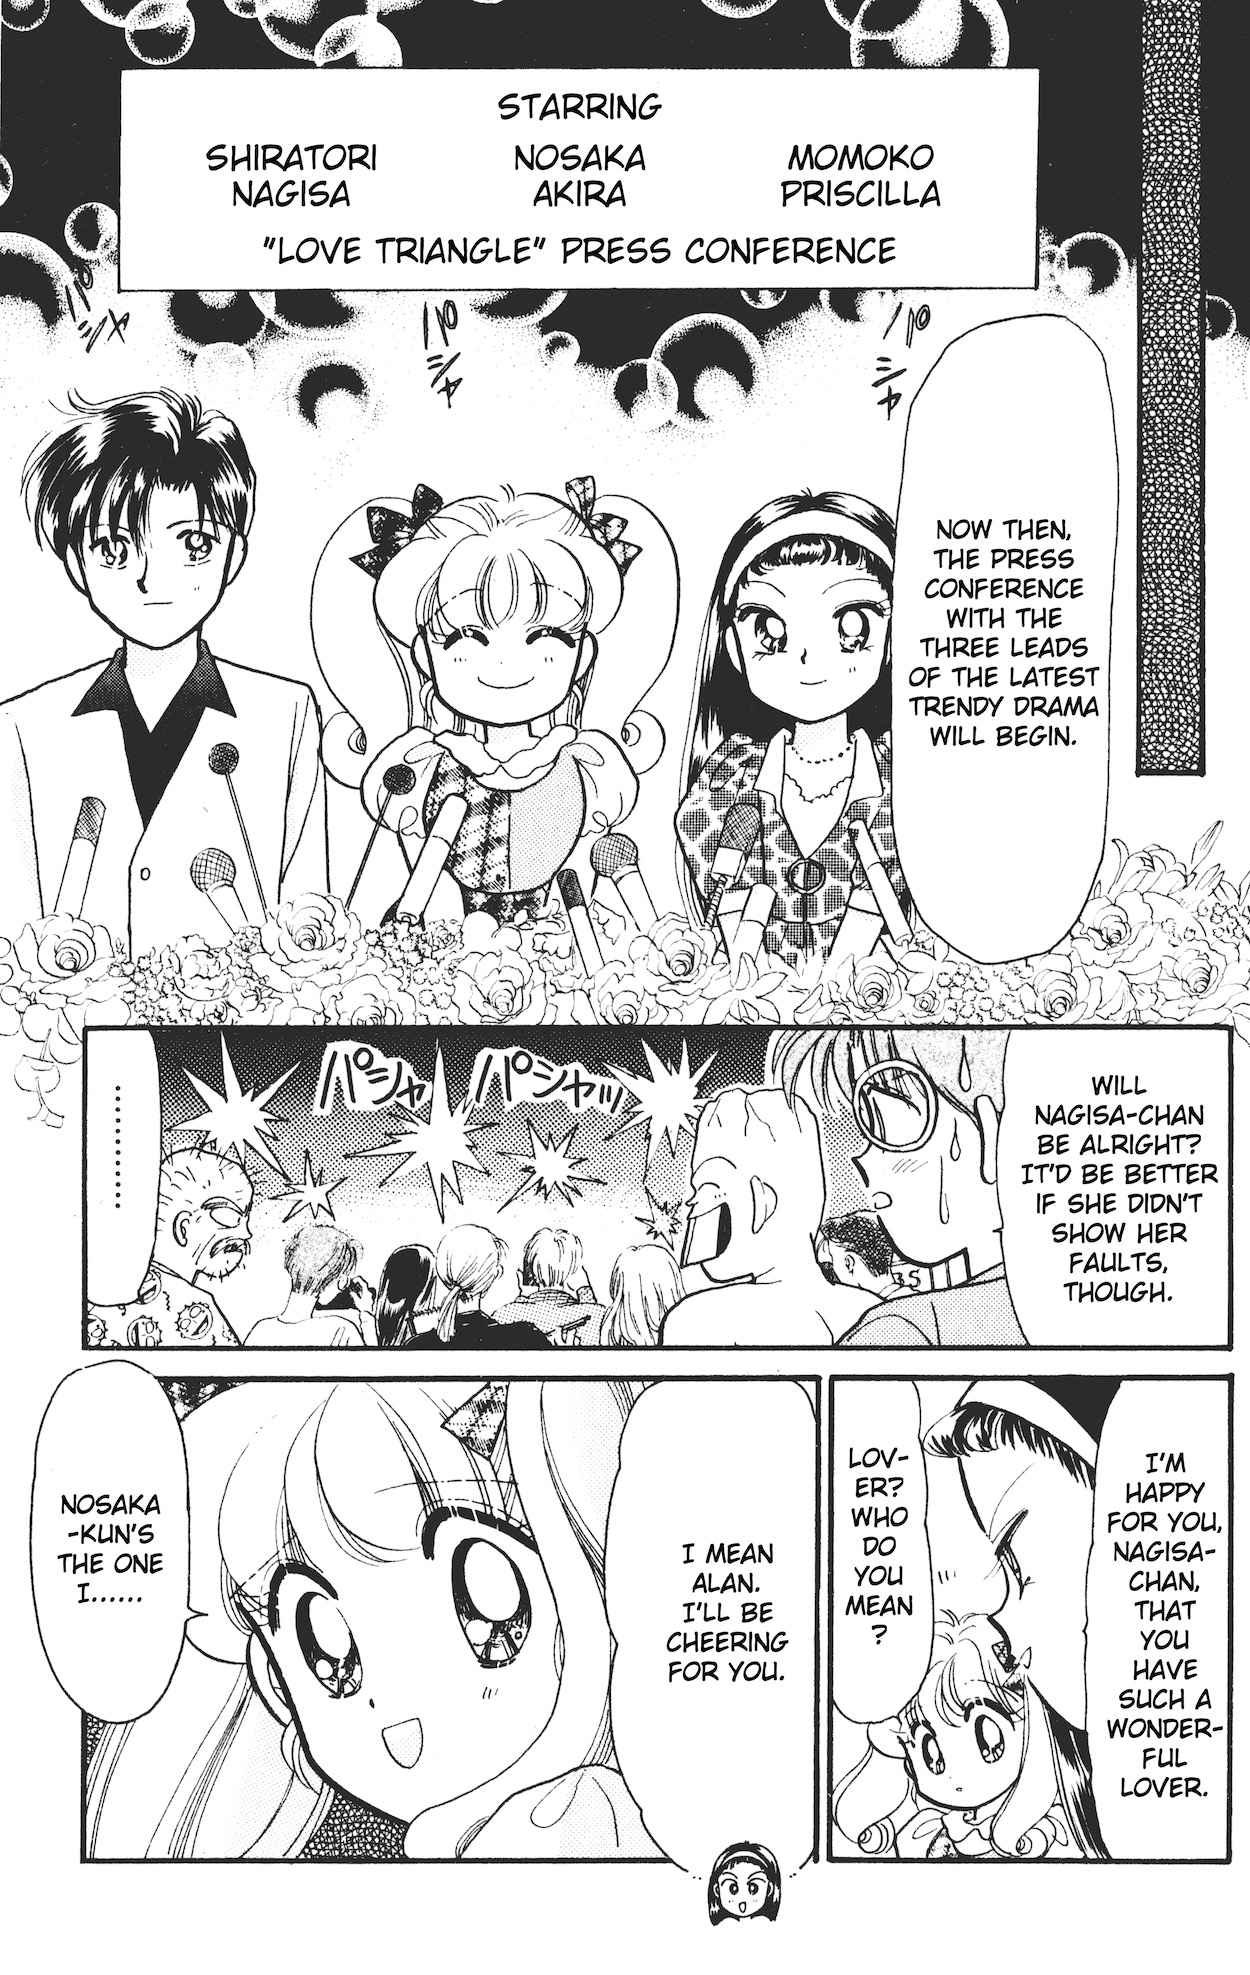 STARRING
SHIRATORI NAGISA
NOSAKA AKIRA
MOMOKO PRISCILLA
"LOVE TRIANGLE" PRESS CONFERENCE
パシャ
パシャ
パシャ
NOW THEN,
THE PRESS
CONFERENCE
WITH THE
THREE LEADS
OF THE LATEST
TRENDY DRAMA
WILL BEGIN.
WILL
NAGISA-CHAN
BE ALRIGHT?
IT'D BE BETTER
IF SHE DIDN'T
SHOW HER
FAULTS,
THOUGH.
パシャッ
パシャ
..........
I'M
HAPPY
FOR YOU,
NAGISA-
CHAN,
THAT
YOU
HAVE
SUCH A
WONDER-
FUL
LOVER.
LOV-
ER?
WHO
DO
YOU
MEAN
?
I MEAN
ALAN.
I'LL BE
CHEERING
FOR YOU.
NOSAKA
-KUN'S
THE ONE
I......